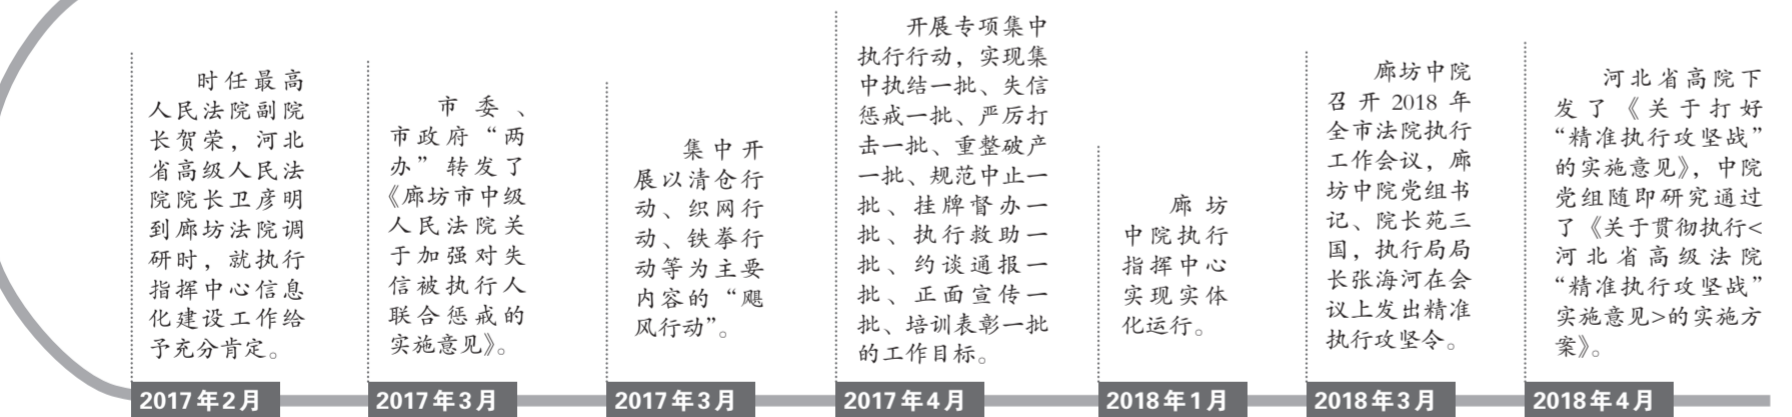 时任最高
人民法院副院
长贺荣，河北
省高级人民法
院院长卫彦明
到廊坊法院调
研时，就执行
指挥中心信息
化建设工作给
予充分肯定。
2017年2月
市委、
市政府“两
办”转发了
《廊坊市中级
人民法院关
于加强对失
信被执行人
联合惩戒的
实施意见》。
2017年3月
集中开
展以清仓行
动、织网行
动、铁拳行
动等为主要
内容的“飓
风行动”。
2017年3月
开展专项集中
执行行动，实现集
中执结一批、失信
惩戒一批、严厉打
击一批、重整破产
一批、规范中止一
批、挂牌督办一
批、执行救助一
批、约谈通报一
批、正面宣传一
批、培训表彰一批
的工作目标。
2017年4月
廊坊
中院执行
指挥中心
实现实体
化运行。
2018年1月
廊坊中院
召开2018年
全市法院执行
工作会议，廊
坊中院党组书
记、院长苑三
国，执行局局
长张海河在会
议上发出精准
执行攻坚令。
2018年3月
河北省高院下
发了《关于打好
“精准执行攻坚战”
的实施意见》，中院
党组随即研究通过
了《关于贯彻执行<
河北省高级法院
“精准执行攻坚战”
实施意见>的实施方
案》。
2018年4月